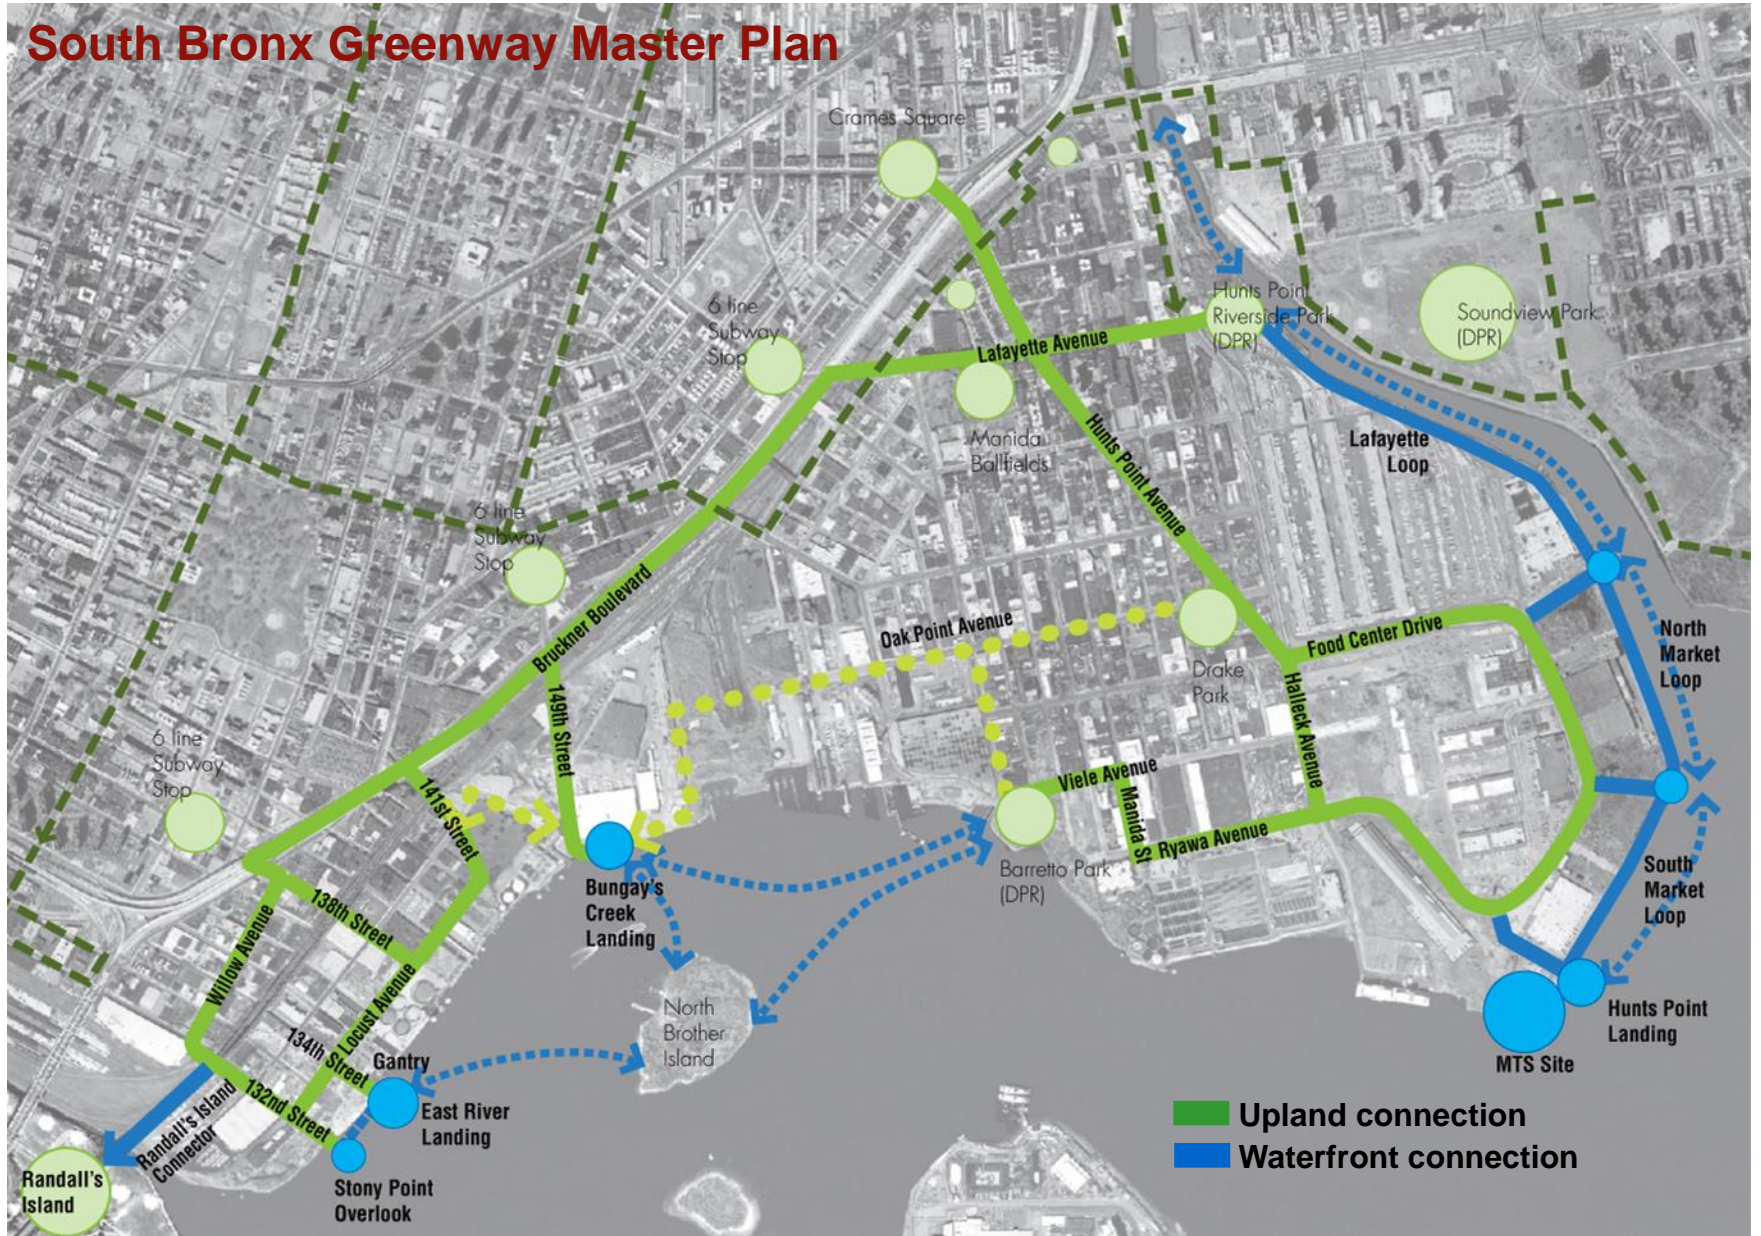 South Bronx Greenway Master Plan
Crames Square
6 line
Subway
Stop
Hunts Point
Riverside Park
(DPR)
Soundview Park
(DPR)
Lafayette Avenue
Manida
Ballfields
Hunts Point Avenue
Lafayette
Loop
6 line
Subway
Stop
Bruckner Boulevard
Oak Point Avenue
Drake
Park
Food Center Drive
North
Market
Loop
149th Street
Halleck Avenue
6 line
Subway
Stop
141st Street
Viele Avenue
Manida St
Ryawa Avenue
Barretto Park
(DPR)
South
Market
Loop
Bungay's
Creek
Landing
138th Street
Willow Avenue
Locust Avenue
North
Brother
Island
Hunts Point
Landing
MTS Site
134th Street
Gantry
East River
Landing
132nd Street
Randall's Island
Connector
Randall's
Island
Stony Point
Overlook
Upland connection
Waterfront connection